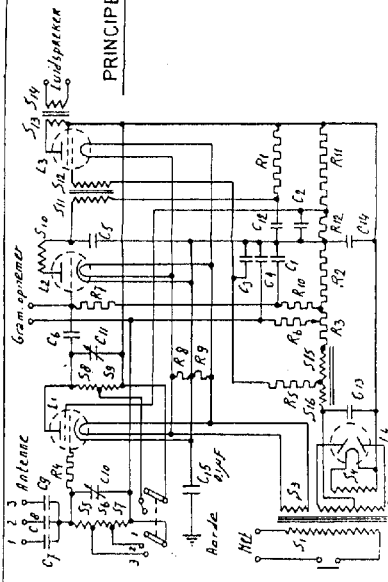 PRINCIPE
Luidspreker
S13 S14
L3
S12
S11
S10
L2
C5
Gram. opnemer
R7
C6
C11
S8
S9
L1
R4
Antenne
1 2 3
C7 C8 C9
S5
S6
S7
C10
1
2
3
Aarde
C15
0.1µF
R8
R9
R1
C12
C2
C3
C4
C1
R10
R6
R5
R11
R12
C14
R2
R3
S15
S16
C13
L4
S4
S3
S1
Net